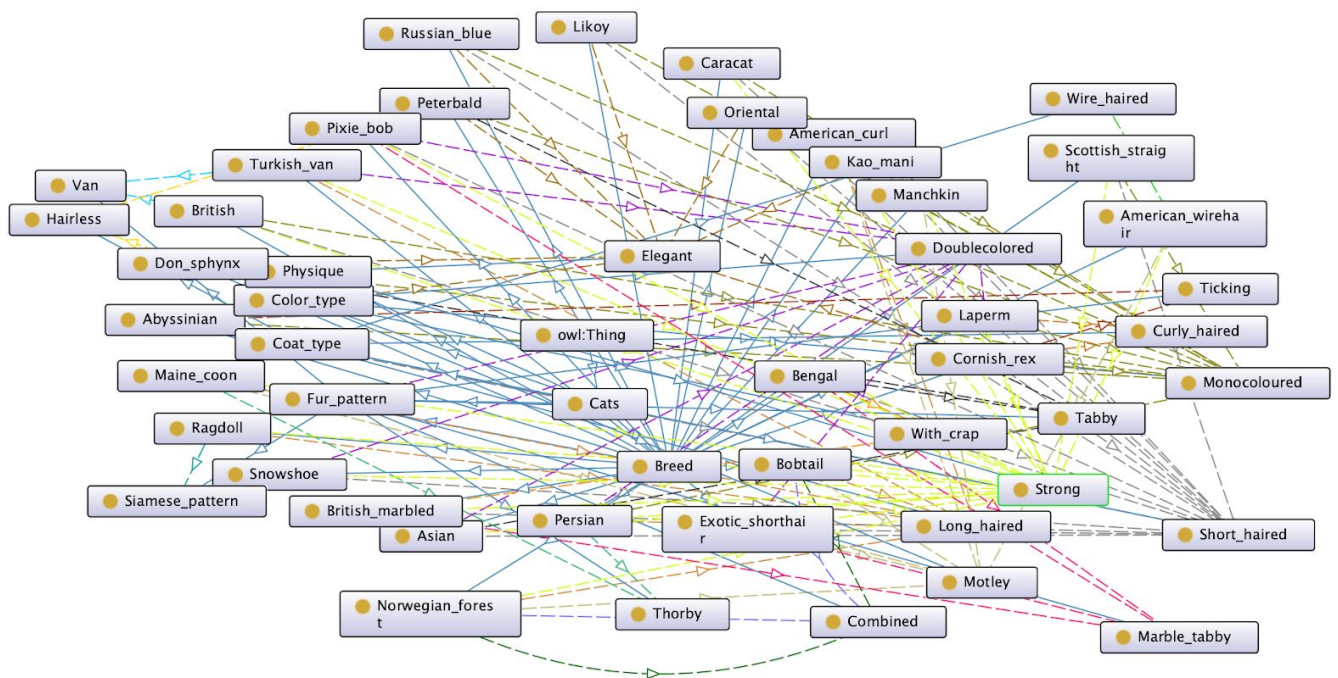 Likoy
Russian_blue
Caracat
Wire_haired
Peterbald
Oriental
Pixie_bob
American_curl
Scottish_straig
ht
Kao_mani
Turkish_van
Van
Manchkin
British
Hairless
American_wireha
ir
Doublecolored
Elegant
Don_sphynx
Physique
Ticking
Color_type
Laperm
Abyssinian
owl:Thing
Curly_haired
Coat_type
Cornish_rex
Maine_coon
Bengal
Monocoloured
Fur_pattern
Cats
Tabby
Ragdoll
With_crap
Breed
Bobtail
Snowshoe
Strong
Siamese_pattern
British_marbled
Persian
Exotic_shorthai
r
Long_haired
Short_haired
Asian
Motley
Norwegian_fores
t
Thorby
Combined
Marble_tabby